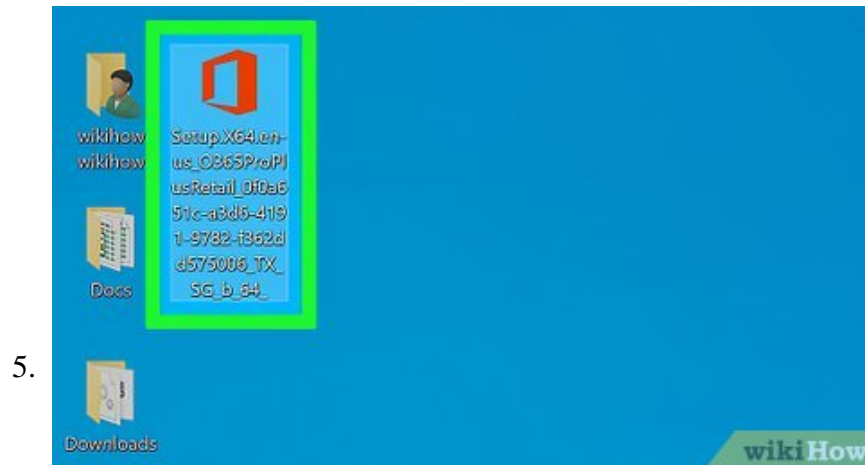 wikihow
wikihow
Setup.X64.en-
us_O365ProPl
usRetail_0f0a6
51c-a3d6-419
1-9782-f362d
d575006_TX_
SG_b_64_
Docs
5.
Downloads
wikiHow